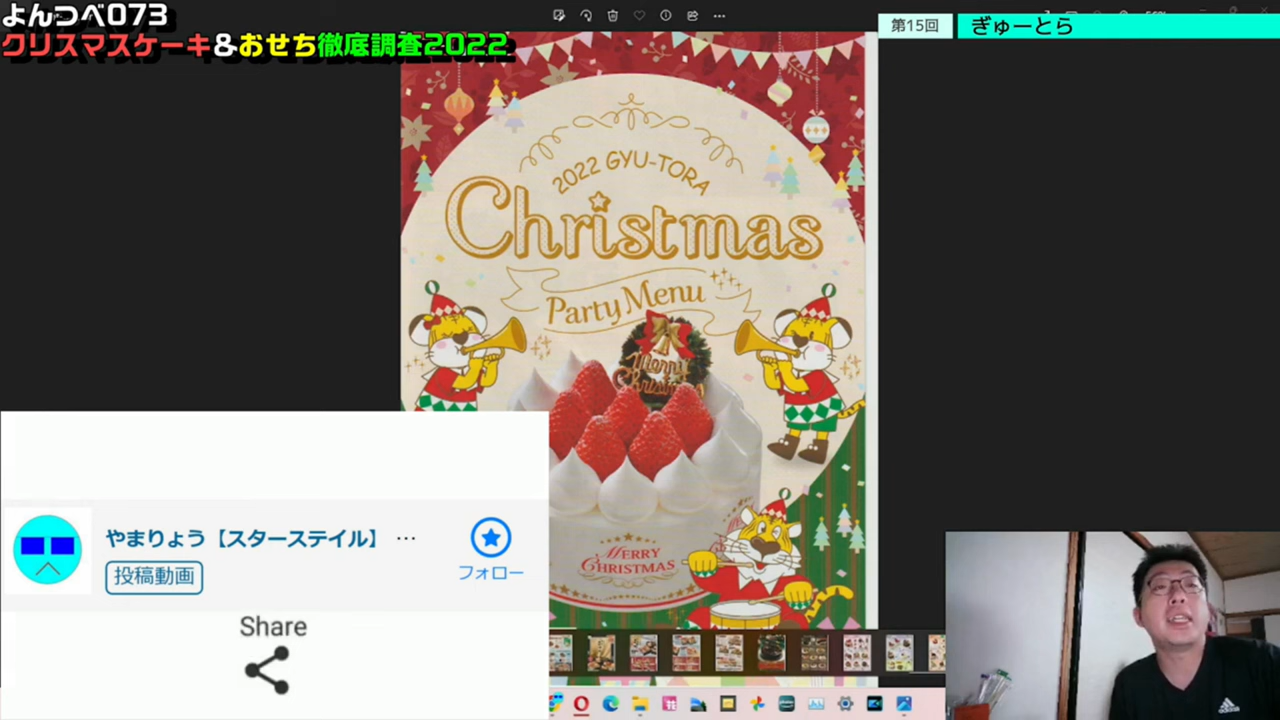 よんつべ073
クリスマスケーキ&おせち徹底調査2022
第15回
ぎゅーとら
2022 GYU-TORA
Christmas
Party Menu
Merry
Christmas
MERRY
CHRISTMAS
やまりょう【スターステイル】 …
投稿動画
フォロー
Share